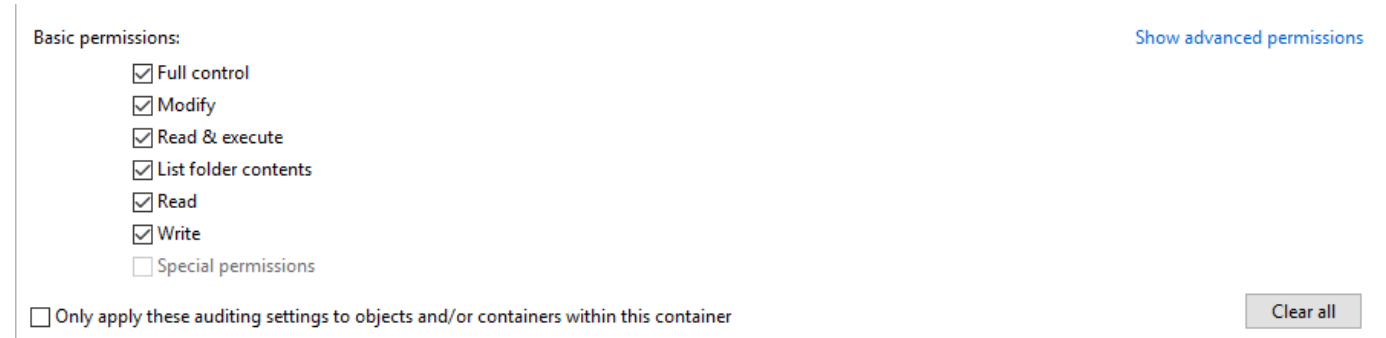 Basic permissions: Show advanced permissions
Full control
Modify
Read & execute
List folder contents
Read
Write
Special permissions
Only apply these auditing settings to objects and/or containers within this container Clear all